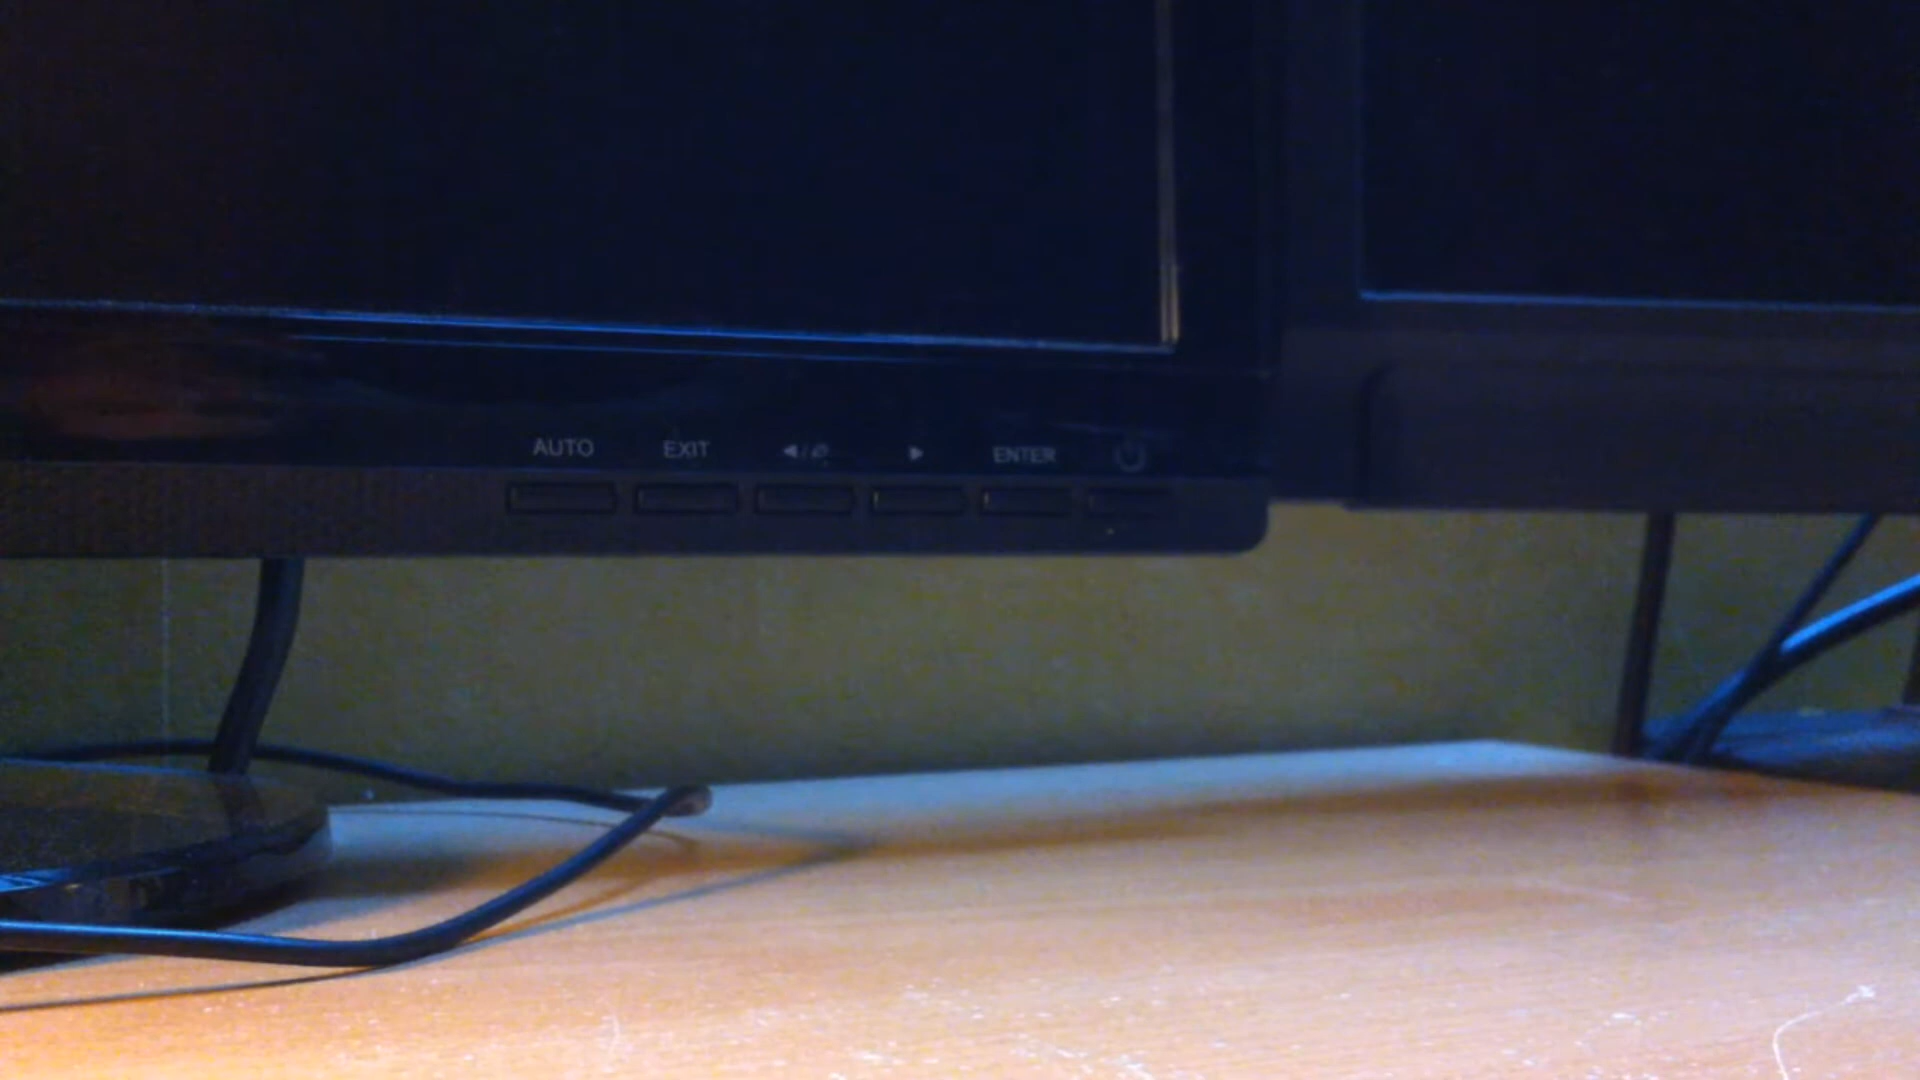 AUTO EXIT ◀/ ▶ ENTER